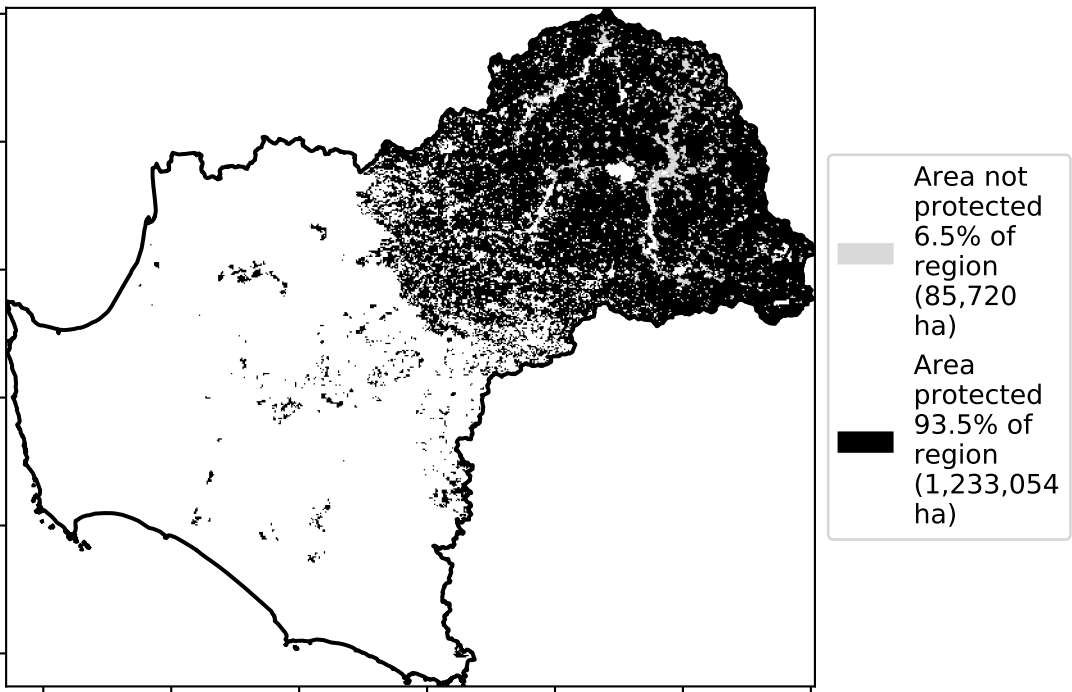 Area not
protected
6.5% of
region
(85,720
ha)
Area
protected
93.5% of
region
(1,233,054
ha)